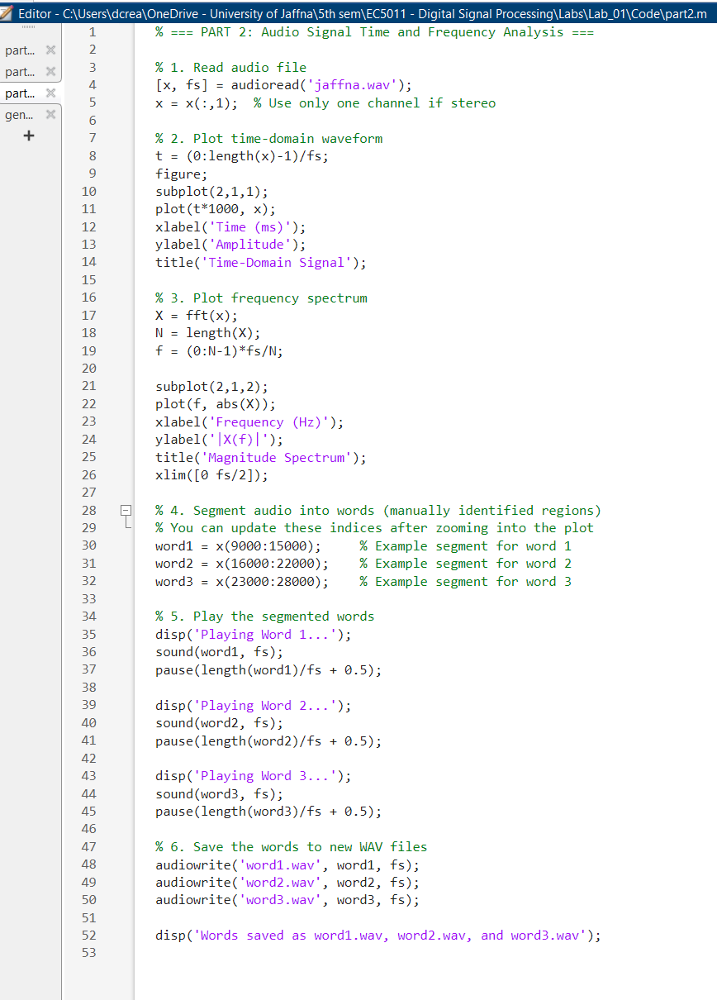 Editor - C:\Users\dcrea\OneDrive - University of Jaffna\5th sem\EC5011 - Digital Signal Processing\Labs\Lab_01\Code\part2.m
part...
part...
part...
gen...
+
1 % === PART 2: Audio Signal Time and Frequency Analysis ===
2
3 % 1. Read audio file
4 [x, fs] = audioread('jaffna.wav');
5 x = x(:,1);  % Use only one channel if stereo
6
7 % 2. Plot time-domain waveform
8 t = (0:length(x)-1)/fs;
9 figure;
10 subplot(2,1,1);
11 plot(t*1000, x);
12 xlabel('Time (ms)');
13 ylabel('Amplitude');
14 title('Time-Domain Signal');
15
16 % 3. Plot frequency spectrum
17 X = fft(x);
18 N = length(X);
19 f = (0:N-1)*fs/N;
20
21 subplot(2,1,2);
22 plot(f, abs(X));
23 xlabel('Frequency (Hz)');
24 ylabel('|X(f)|');
25 title('Magnitude Spectrum');
26 xlim([0 fs/2]);
27
28 % 4. Segment audio into words (manually identified regions)
29 % You can update these indices after zooming into the plot
30 word1 = x(9000:15000);     % Example segment for word 1
31 word2 = x(16000:22000);    % Example segment for word 2
32 word3 = x(23000:28000);    % Example segment for word 3
33
34 % 5. Play the segmented words
35 disp('Playing Word 1...');
36 sound(word1, fs);
37 pause(length(word1)/fs + 0.5);
38
39 disp('Playing Word 2...');
40 sound(word2, fs);
41 pause(length(word2)/fs + 0.5);
42
43 disp('Playing Word 3...');
44 sound(word3, fs);
45 pause(length(word3)/fs + 0.5);
46
47 % 6. Save the words to new WAV files
48 audiowrite('word1.wav', word1, fs);
49 audiowrite('word2.wav', word2, fs);
50 audiowrite('word3.wav', word3, fs);
51
52 disp('Words saved as word1.wav, word2.wav, and word3.wav');
53